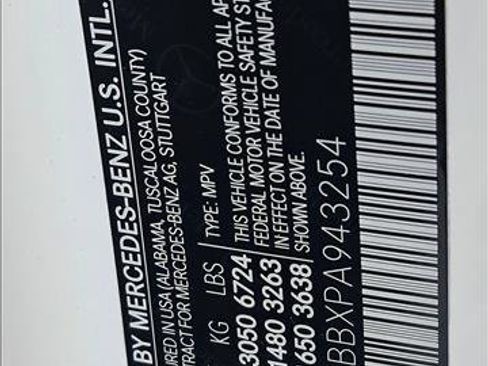 BY MERCEDES-BENZ U.S. INTL.
URED IN USA (ALABAMA, TUSCALOOSA COUNTY)
TRACT FOR MERCEDES-BENZ AG, STUTTGART
KG LBS TYPE: MPV
3050 6724 THIS VEHICLE CONFORMS TO ALL AP
1480 3263 FEDERAL MOTOR VEHICLE SAFETY ST
1650 3638 IN EFFECT ON THE DATE OF MANUFA
SHOWN ABOVE.
BBXPA943254